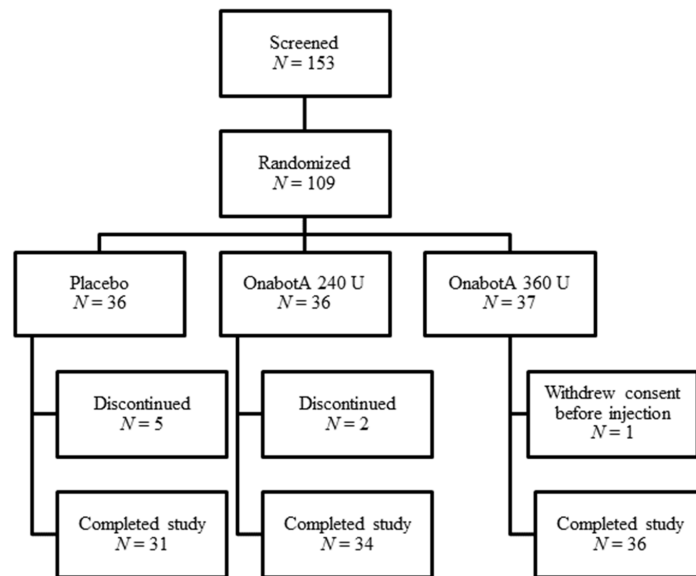 Screened
N = 153
Randomized
N = 109
Placebo
N = 36
OnabotA 240 U
N = 36
OnabotA 360 U
N = 37
Discontinued
N = 5
Discontinued
N = 2
Withdrew consent
before injection
N = 1
Completed study
N = 31
Completed study
N = 34
Completed study
N = 36